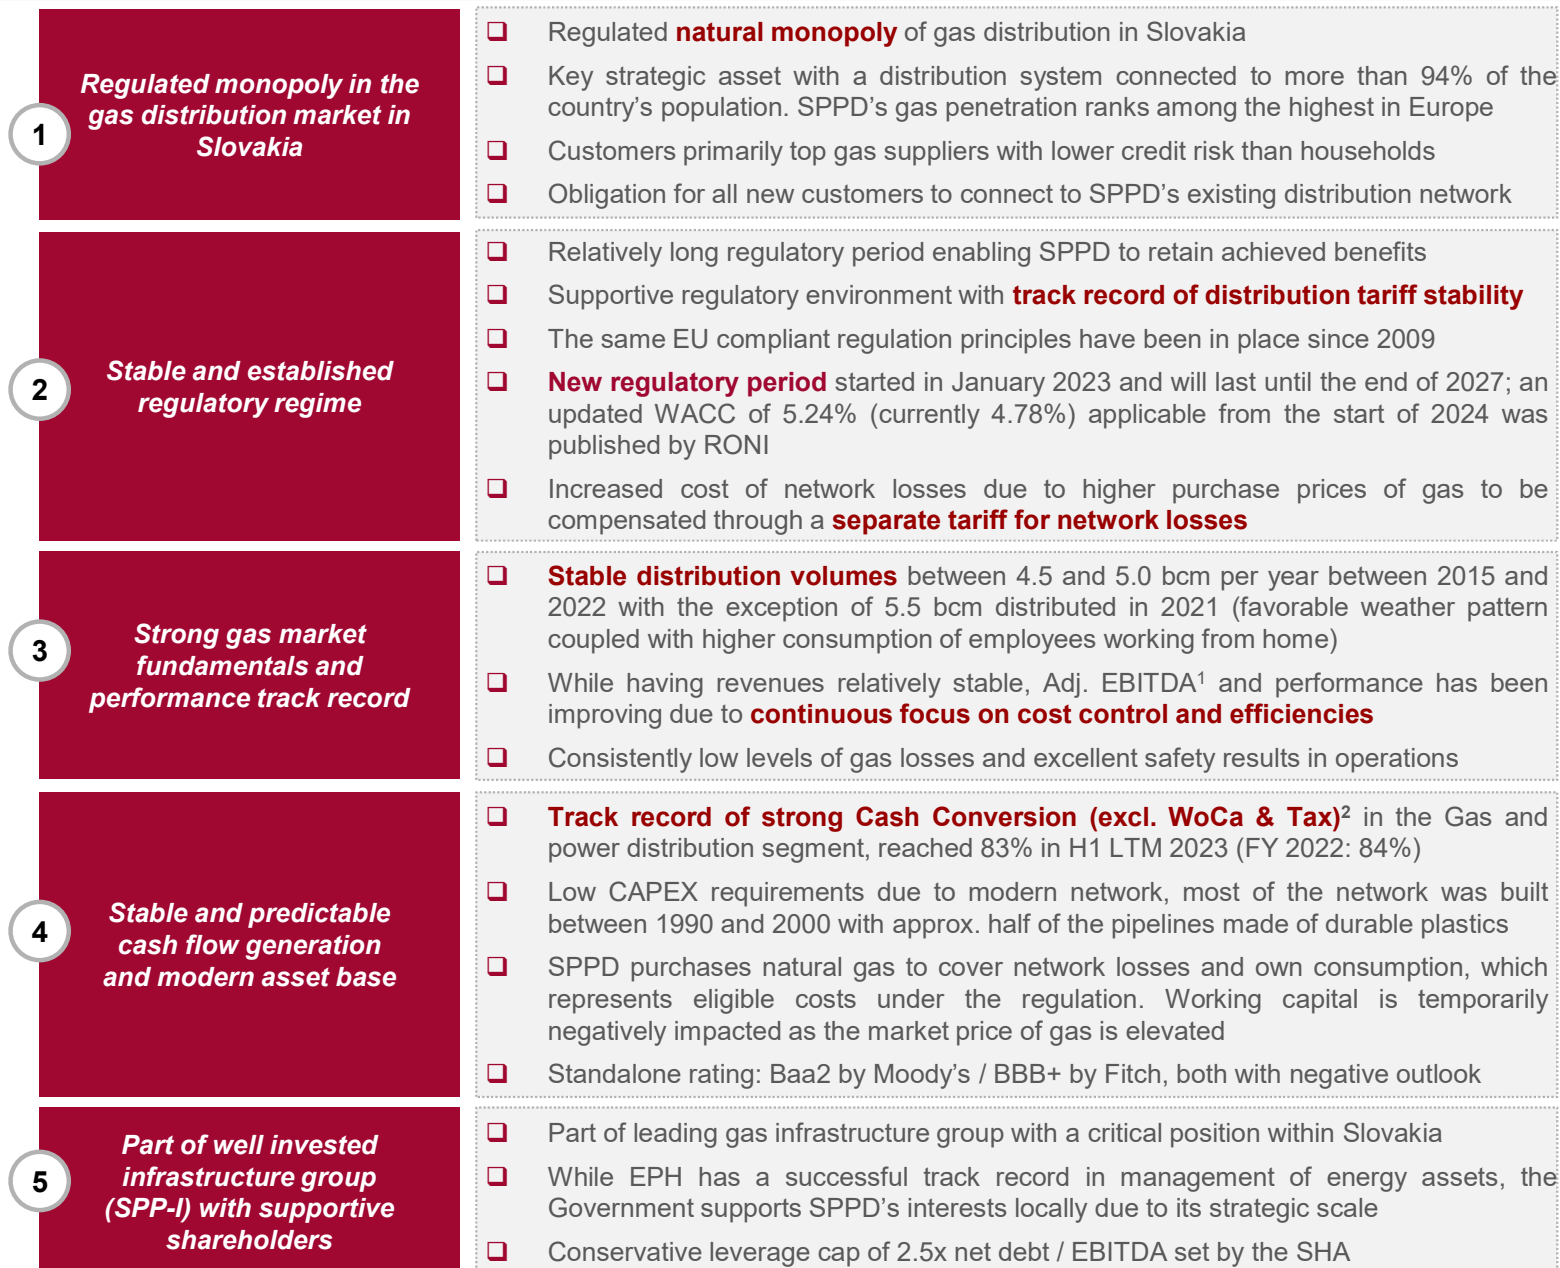 Regulated monopoly in the
gas distribution market in
Slovakia
1
❑ Regulated natural monopoly of gas distribution in Slovakia
❑ Key strategic asset with a distribution system connected to more than 94% of the
country’s population. SPPD’s gas penetration ranks among the highest in Europe
❑ Customers primarily top gas suppliers with lower credit risk than households
❑ Obligation for all new customers to connect to SPPD’s existing distribution network
Stable and established
regulatory regime
2
❑ Relatively long regulatory period enabling SPPD to retain achieved benefits
❑ Supportive regulatory environment with track record of distribution tariff stability
❑ The same EU compliant regulation principles have been in place since 2009
❑ New regulatory period started in January 2023 and will last until the end of 2027; an
updated WACC of 5.24% (currently 4.78%) applicable from the start of 2024 was
published by RONI
❑ Increased cost of network losses due to higher purchase prices of gas to be
compensated through a separate tariff for network losses
Strong gas market
fundamentals and
performance track record
3
❑ Stable distribution volumes between 4.5 and 5.0 bcm per year between 2015 and
2022 with the exception of 5.5 bcm distributed in 2021 (favorable weather pattern
coupled with higher consumption of employees working from home)
❑ While having revenues relatively stable, Adj. EBITDA¹ and performance has been
improving due to continuous focus on cost control and efficiencies
❑ Consistently low levels of gas losses and excellent safety results in operations
Stable and predictable
cash flow generation
and modern asset base
4
❑ Track record of strong Cash Conversion (excl. WoCa & Tax)² in the Gas and
power distribution segment, reached 83% in H1 LTM 2023 (FY 2022: 84%)
❑ Low CAPEX requirements due to modern network, most of the network was built
between 1990 and 2000 with approx. half of the pipelines made of durable plastics
❑ SPPD purchases natural gas to cover network losses and own consumption, which
represents eligible costs under the regulation. Working capital is temporarily
negatively impacted as the market price of gas is elevated
❑ Standalone rating: Baa2 by Moody’s / BBB+ by Fitch, both with negative outlook
Part of well invested
infrastructure group
(SPP-I) with supportive
shareholders
5
❑ Part of leading gas infrastructure group with a critical position within Slovakia
❑ While EPH has a successful track record in management of energy assets, the
Government supports SPPD’s interests locally due to its strategic scale
❑ Conservative leverage cap of 2.5x net debt / EBITDA set by the SHA